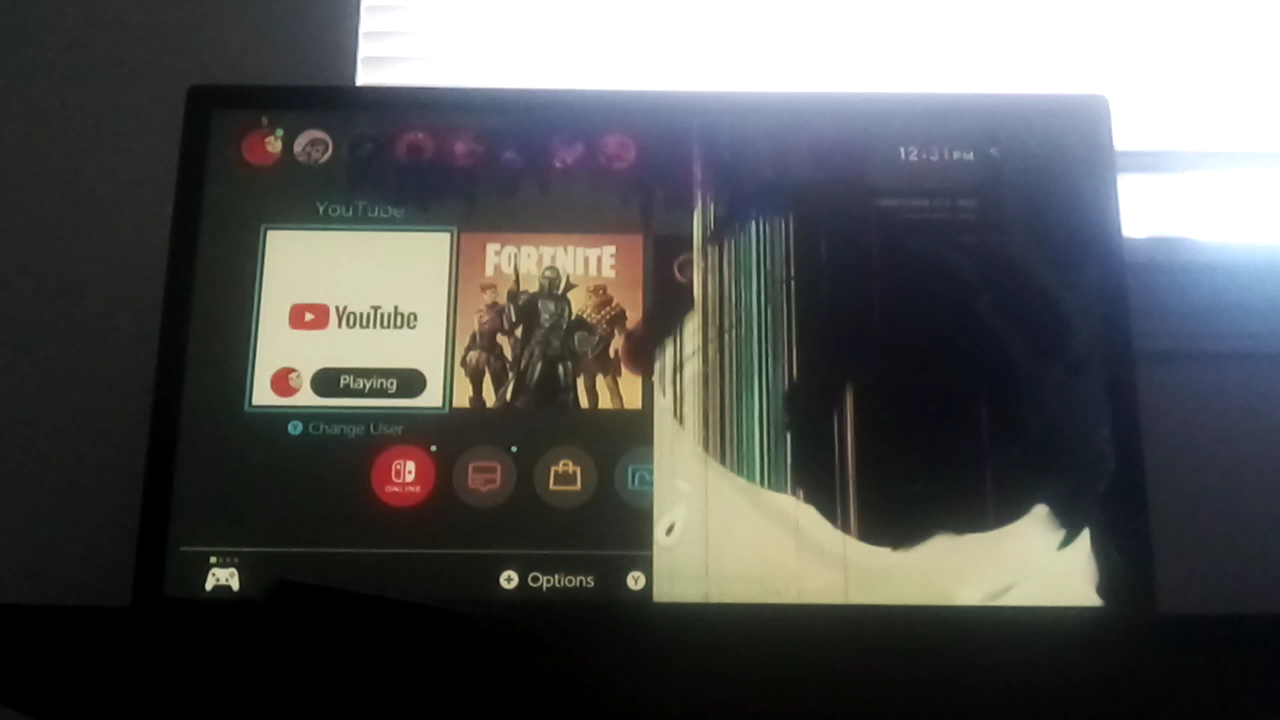 12:31 PM
YouTube
YouTube
Playing
FORTNITE
Change User
ONLINE
Options
Y